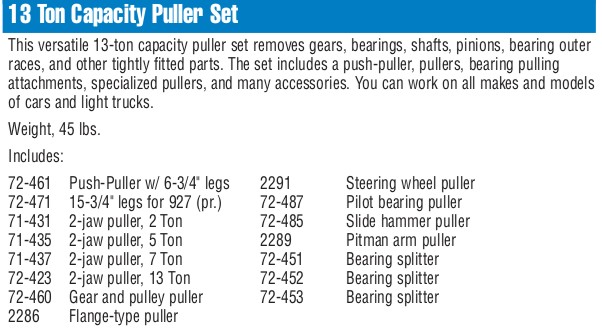 13 Ton Capacity Puller Set
This versatile 13-ton capacity puller set removes gears, bearings, shafts, pinions, bearing outer
races, and other tightly fitted parts. The set includes a push-puller, pullers, bearing pulling
attachments, specialized pullers, and many accessories. You can work on all makes and models
of cars and light trucks.
Weight, 45 lbs.
Includes:
72-461 Push-Puller w/ 6-3/4" legs 2291 Steering wheel puller
72-471 15-3/4" legs for 927 (pr.) 72-487 Pilot bearing puller
71-431 2-jaw puller, 2 Ton 72-485 Slide hammer puller
71-435 2-jaw puller, 5 Ton 2289 Pitman arm puller
71-437 2-jaw puller, 7 Ton 72-451 Bearing splitter
72-423 2-jaw puller, 13 Ton 72-452 Bearing splitter
72-460 Gear and pulley puller 72-453 Bearing splitter
2286 Flange-type puller